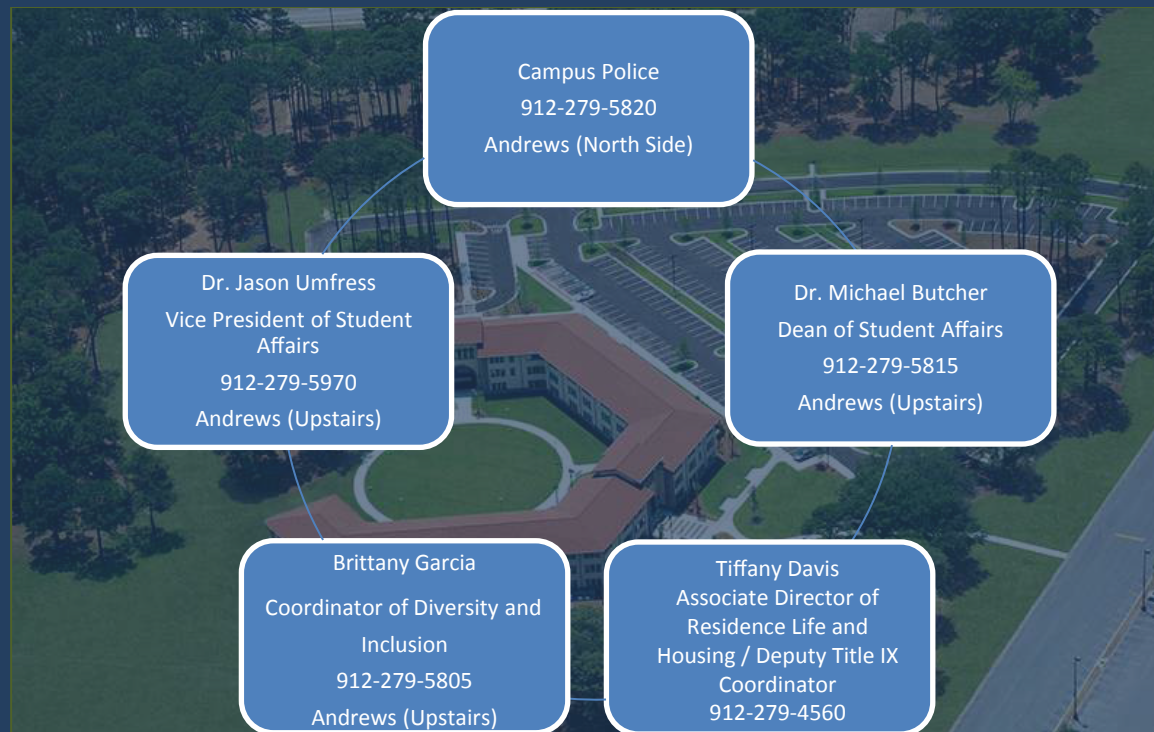 Campus Police
912-279-5820
Andrews (North Side)
Dr. Jason Umfress
Vice President of Student
Affairs
912-279-5970
Andrews (Upstairs)
Dr. Michael Butcher
Dean of Student Affairs
912-279-5815
Andrews (Upstairs)
Brittany Garcia
Coordinator of Diversity and
Inclusion
912-279-5805
Andrews (Upstairs)
Tiffany Davis
Associate Director of
Residence Life and
Housing / Deputy Title IX
Coordinator
912-279-4560